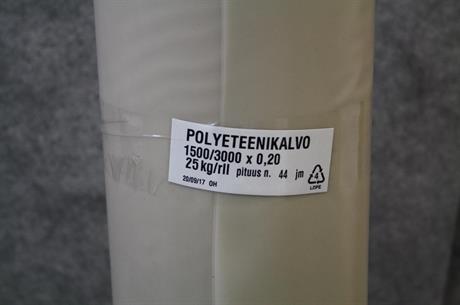 POLYETEENIKALVO
1500/3000 x 0,20
25 kg/rll pituus n. 44 jm
20/09/17 OH
4
LDPE